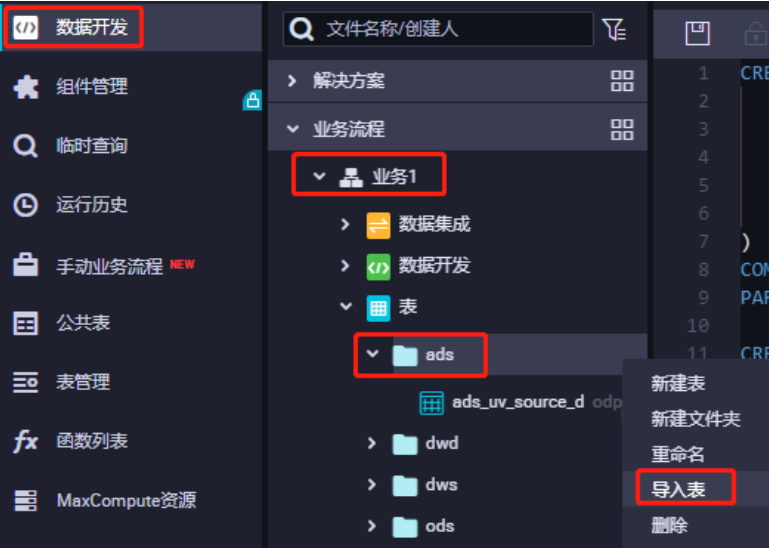 数据开发
组件管理
临时查询
运行历史
手动业务流程 NEW
公共表
表管理
函数列表
fx
MaxCompute资源
文件名称/创建人
解决方案
业务流程
业务1
数据集成
数据开发
表
ads
ads_uv_source_d odp
dwd
dws
ods
1 CRE
2
3
4
5
6
7 )
8 COM
9 PAR
10
11 CRE
新建表
新建文件夹
重命名
导入表
删除